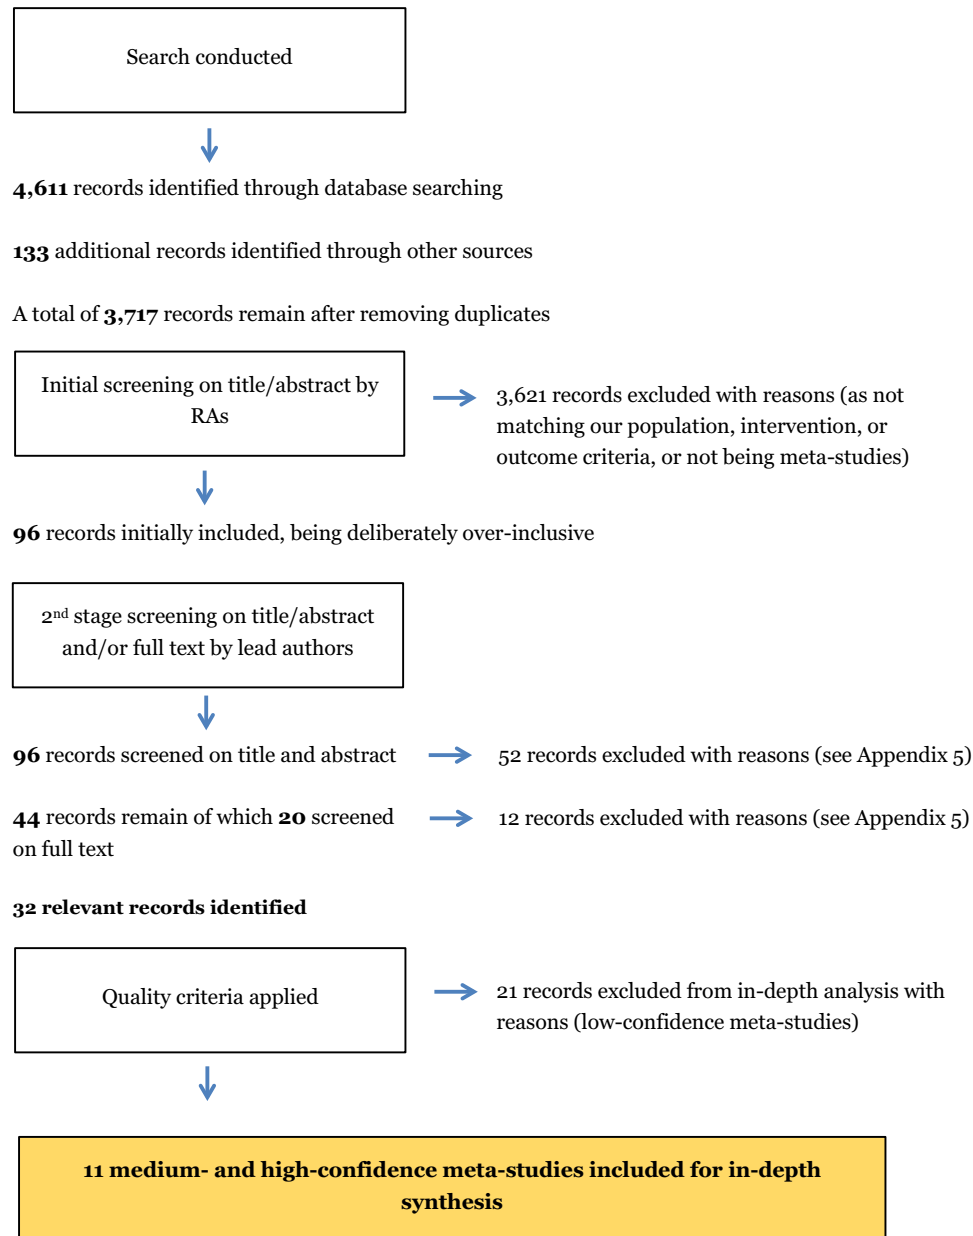 Search conducted
4,611 records identified through database searching
133 additional records identified through other sources
A total of 3,717 records remain after removing duplicates
Initial screening on title/abstract by
RAs
3,621 records excluded with reasons (as not
matching our population, intervention, or
outcome criteria, or not being meta-studies)
96 records initially included, being deliberately over-inclusive
2nd stage screening on title/abstract
and/or full text by lead authors
96 records screened on title and abstract
52 records excluded with reasons (see Appendix 5)
44 records remain of which 20 screened
on full text
12 records excluded with reasons (see Appendix 5)
32 relevant records identified
Quality criteria applied
21 records excluded from in-depth analysis with
reasons (low-confidence meta-studies)
11 medium- and high-confidence meta-studies included for in-depth
synthesis